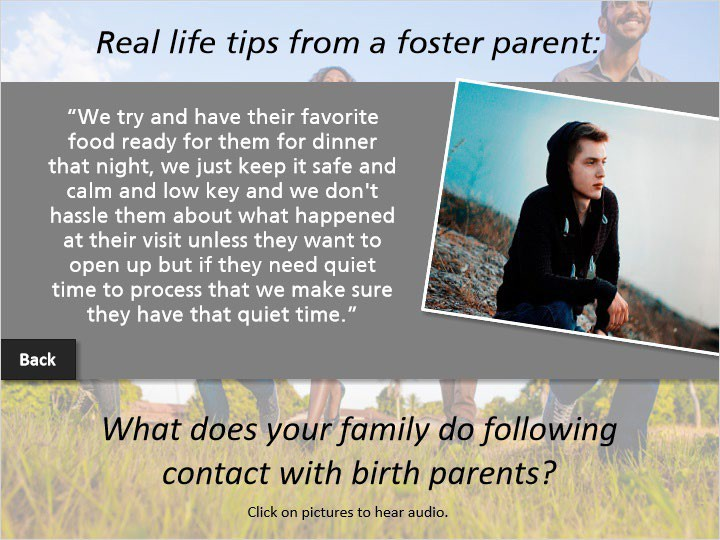 Real life tips from a foster parent:
“We try and have their favorite
food ready for them for dinner
that night, we just keep it safe and
calm and low key and we don't
hassle them about what happened
at their visit unless they want to
open up but if they need quiet
time to process that we make sure
they have that quiet time.”
Back
What does your family do following
contact with birth parents?
Click on pictures to hear audio.